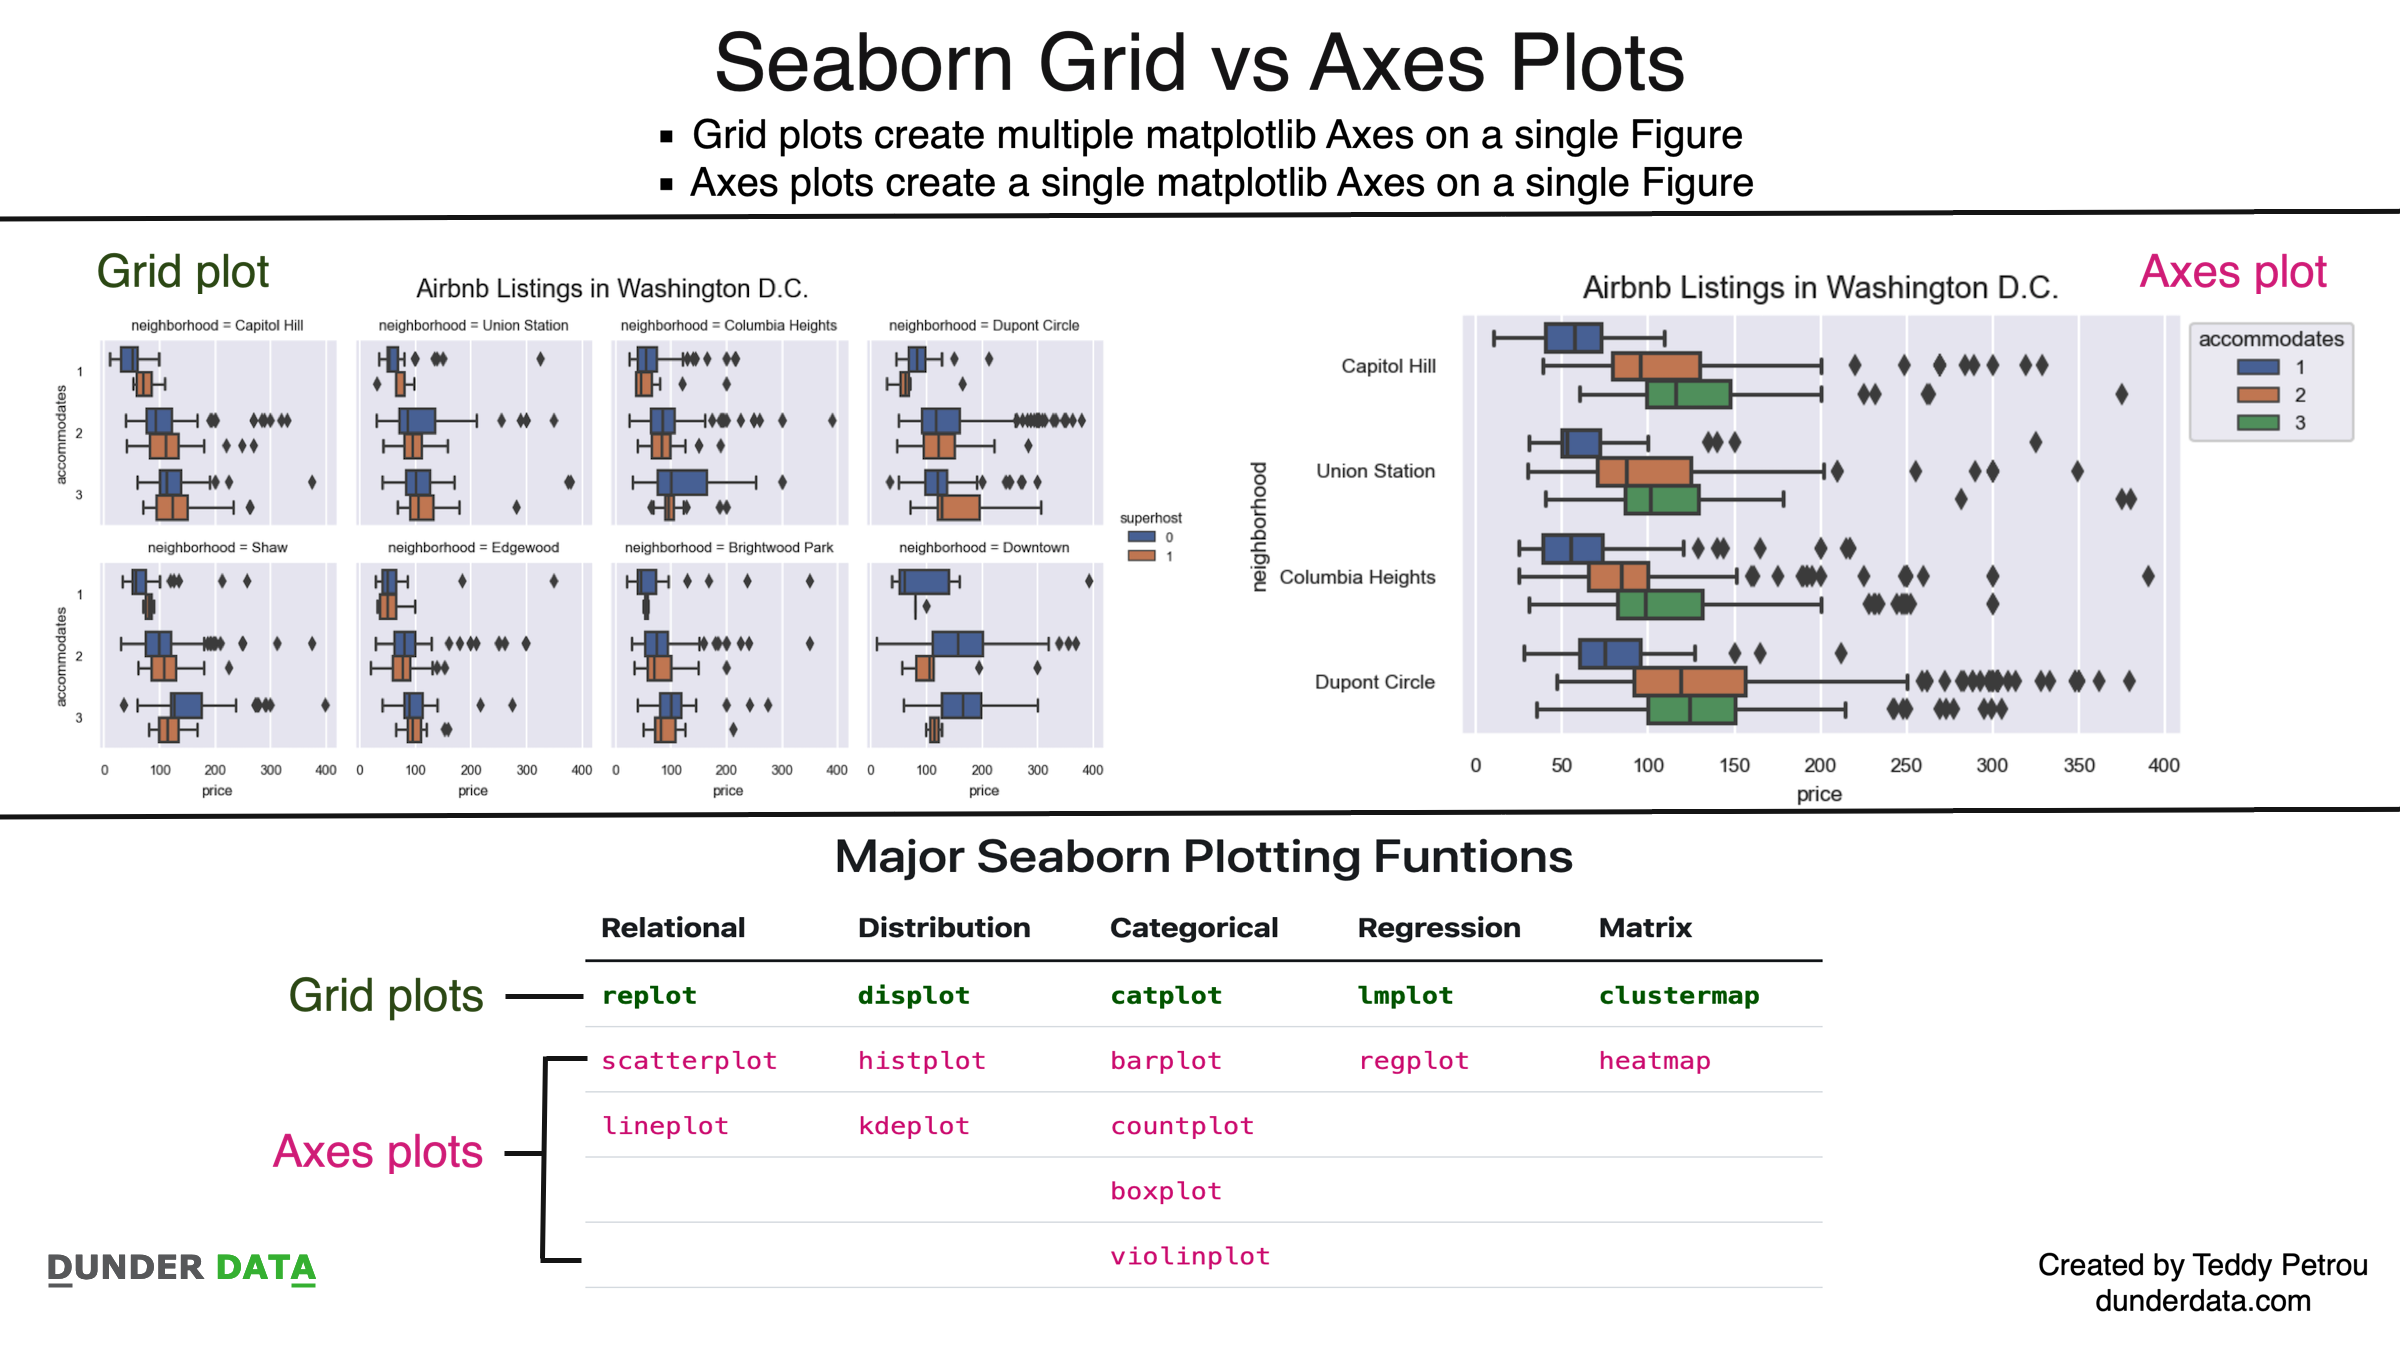 Seaborn Grid vs Axes Plots
▪ Grid plots create multiple matplotlib Axes on a single Figure
▪ Axes plots create a single matplotlib Axes on a single Figure
Grid plot
Airbnb Listings in Washington D.C.
neighborhood = Capitol Hill
neighborhood = Union Station
neighborhood = Columbia Heights
neighborhood = Dupont Circle
accommodates
1
2
3
neighborhood = Shaw
neighborhood = Edgewood
neighborhood = Brightwood Park
neighborhood = Downtown
accommodates
1
2
3
0 100 200 300 400
0 100 200 300 400
0 100 200 300 400
0 100 200 300 400
price
price
price
price
superhost
0
1
Axes plot
Airbnb Listings in Washington D.C.
neighborhood
Capitol Hill
Union Station
Columbia Heights
Dupont Circle
0 50 100 150 200 250 300 350 400
price
accommodates
1
2
3
Major Seaborn Plotting Funtions
Relational Distribution Categorical Regression Matrix
Grid plots
replot displot catplot lmplot clustermap
Axes plots
scatterplot histplot barplot regplot heatmap
lineplot kdeplot countplot
boxplot
violinplot
DUNDER DATA
Created by Teddy Petrou
dunderdata.com